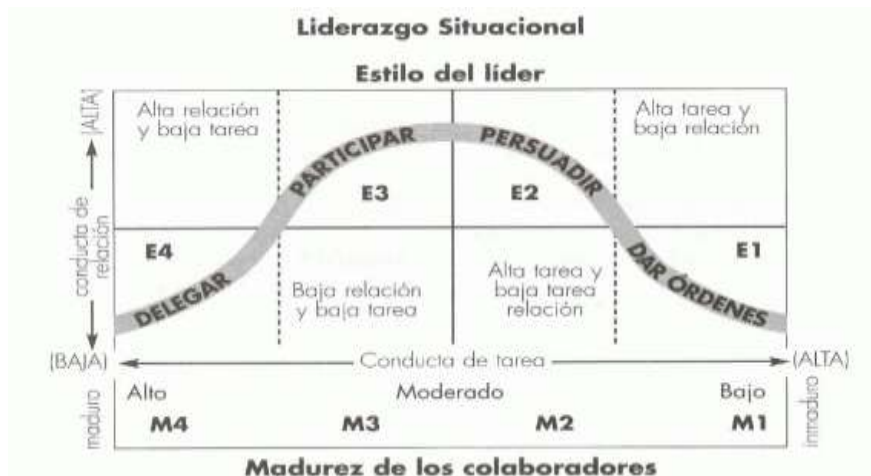 Liderazgo Situacional
Estilo del líder
Alta relación
y baja tarea
Alta tarea y
baja relación
(ALTA)
PARTICIPAR
PERSUADIR
E3
E2
conducta de
relación
E4
E1
DELEGAR
DAR ÓRDENES
Baja relación
y baja tarea
Alta tarea y
baja tarea
relación
(BAJA)
Conducta de tarea
(ALTA)
maduro
Alto
Moderado
Bajo
inmaduro
M4
M3
M2
M1
Madurez de los colaboradores